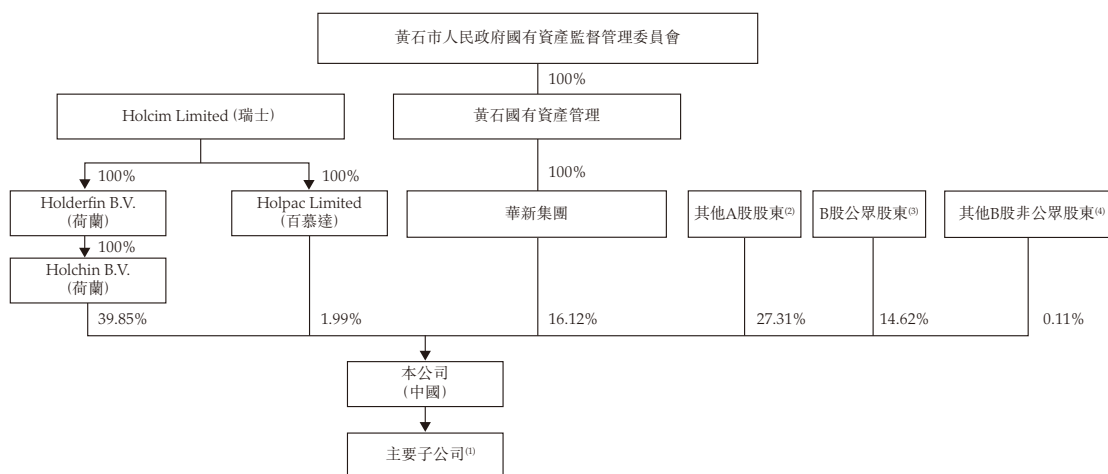 黃石市人民政府國有資產監督管理委員會
100%
Holcim Limited (瑞士)
黃石國有資產管理
100%
100%
100%
Holderfin B.V.
(荷蘭)
Holpac Limited
(百慕達)
華新集團
其他A股股東(2)
B股公眾股東(3)
其他B股非公眾股東(4)
100%
Holchin B.V.
(荷蘭)
39.85%
1.99%
16.12%
27.31%
14.62%
0.11%
本公司
(中國)
主要子公司(1)